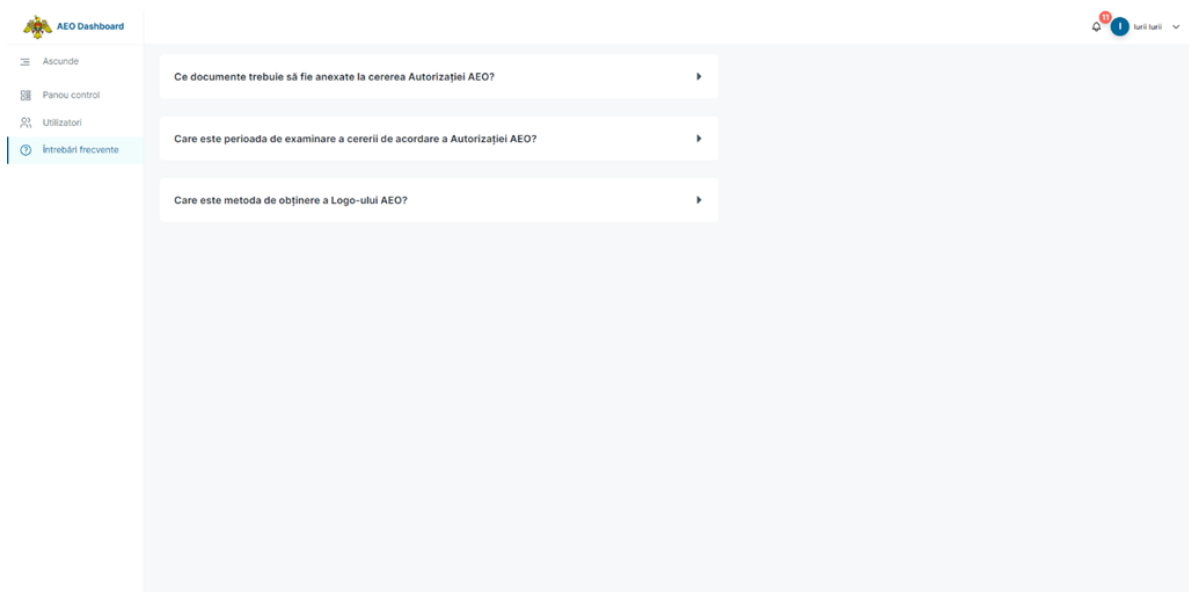 AEO Dashboard
11
I
Iurii Iurii
Ascunde
Panou control
Utilizatori
Întrebări frecvente
Ce documente trebuie să fie anexate la cererea Autorizației AEO?
Care este perioada de examinare a cererii de acordare a Autorizației AEO?
Care este metoda de obținere a Logo-ului AEO?